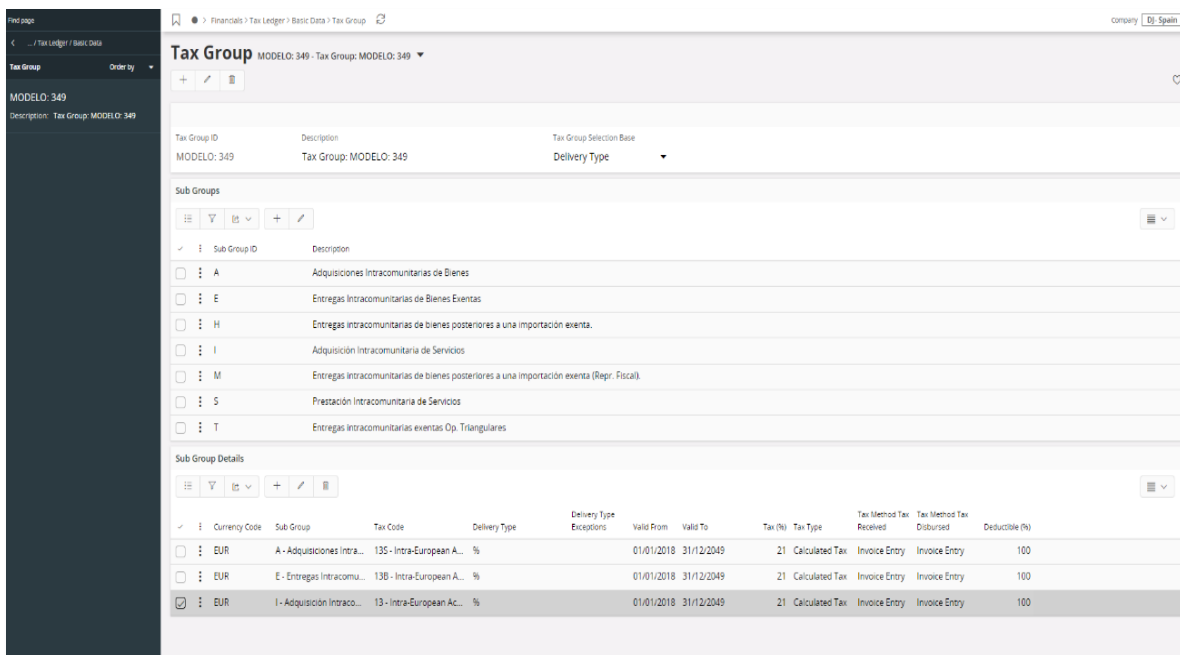 Find page
> Financials > Tax Ledger > Basic Data > Tax Group
Company DJ- Spain
< ... / Tax Ledger / Basic Data
Tax Group Order by
MODELO: 349
Description: Tax Group: MODELO: 349
Tax Group MODELO: 349 - Tax Group: MODELO: 349
Tax Group ID Description Tax Group Selection Base
MODELO: 349 Tax Group: MODELO: 349 Delivery Type
Sub Groups
Sub Group ID Description
A Adquisiciones Intracomunitarias de Bienes
E Entregas Intracomunitarias de Bienes Exentas
H Entregas intracomunitarias de bienes posteriores a una importación exenta.
I Adquisición Intracomunitaria de Servicios
M Entregas intracomunitarias de bienes posteriores a una importación exenta (Repr. Fiscal).
S Prestación Intracomunitaria de Servicios
T Entregas intracomunitarias exentas Op. Triangulares
Sub Group Details
Currency Code Sub Group Tax Code Delivery Type Delivery Type Exceptions Valid From Valid To Tax (%) Tax Type Tax Method Tax Received Tax Method Tax Disbursed Deductible (%)
EUR A - Adquisiciones Intra... 13S - Intra-European A... % 01/01/2018 31/12/2049 21 Calculated Tax Invoice Entry Invoice Entry 100
EUR E - Entregas Intracomu... 13B - Intra-European A... % 01/01/2018 31/12/2049 21 Calculated Tax Invoice Entry Invoice Entry 100
EUR I - Adquisición Intraco... 13 - Intra-European Ac... % 01/01/2018 31/12/2049 21 Calculated Tax Invoice Entry Invoice Entry 100